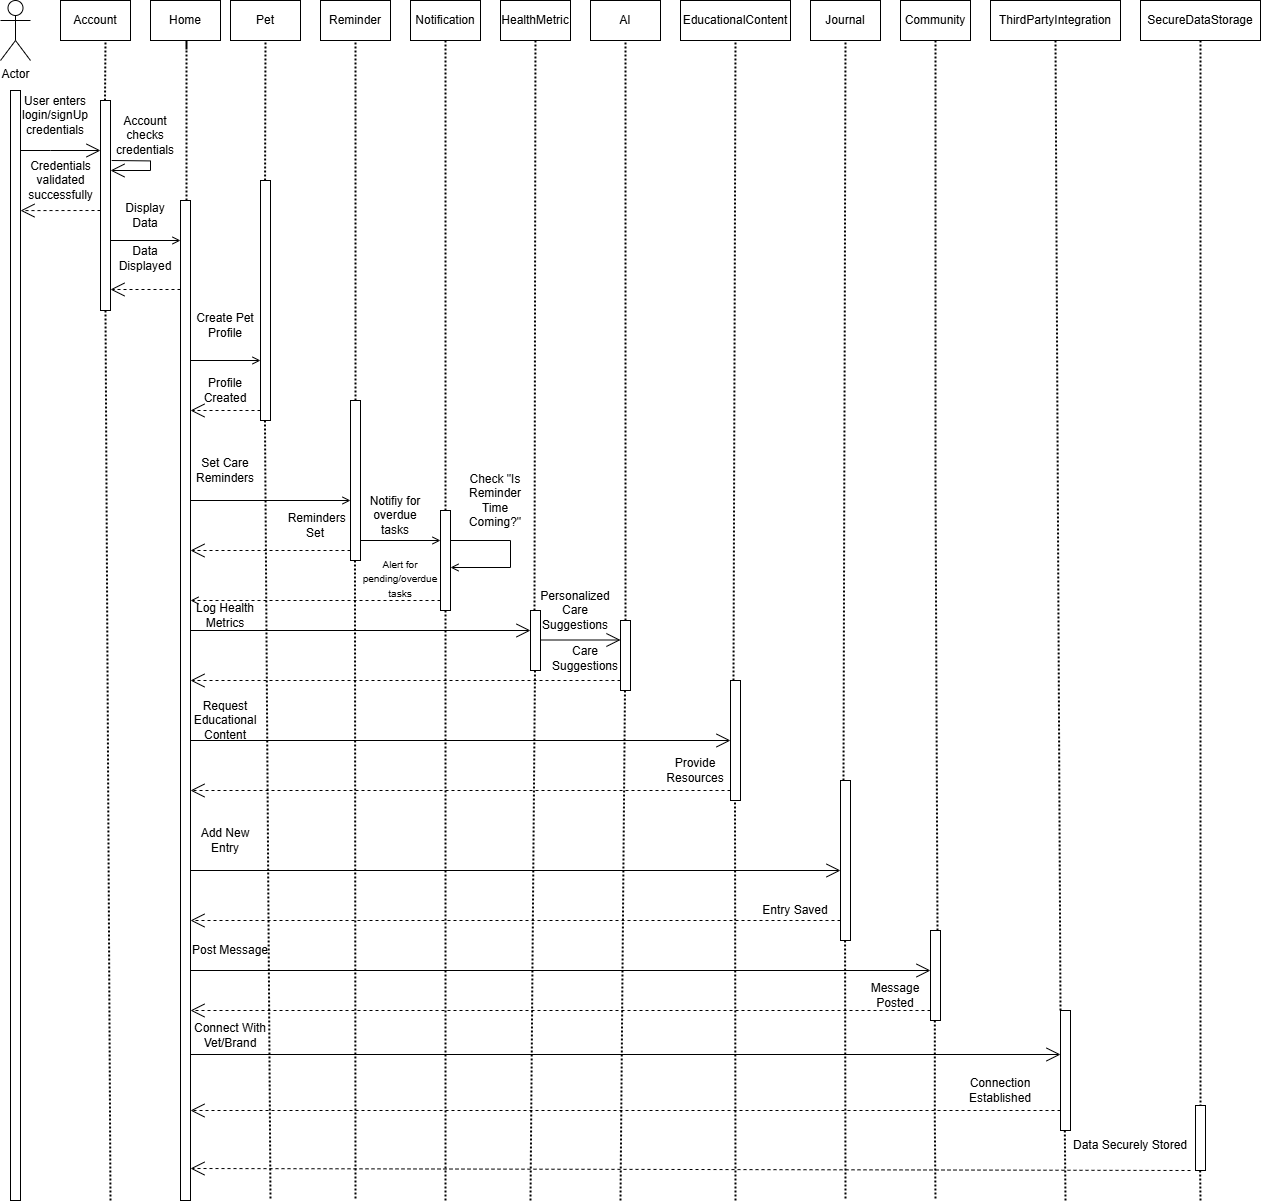 Account
Home
Pet
Reminder
Notification
HealthMetric
AI
EducationalContent
Journal
Community
ThirdPartyIntegration
SecureDataStorage
Actor
User enters
login/signUp
credentials
Account
checks
credentials
Credentials
validated
successfully
Display
Data
Data
Displayed
Create Pet
Profile
Profile
Created
Set Care
Reminders
Reminders
Set
Notifiy for
overdue
tasks
Check "Is
Reminder
Time
Coming?"
Alert for
pending/overdue
tasks
Log Health
Metrics
Personalized
Care
Suggestions
Care
Suggestions
Request
Educational
Content
Provide
Resources
Add New
Entry
Entry Saved
Post Message
Message
Posted
Connect With
Vet/Brand
Connection
Established
Data Securely Stored